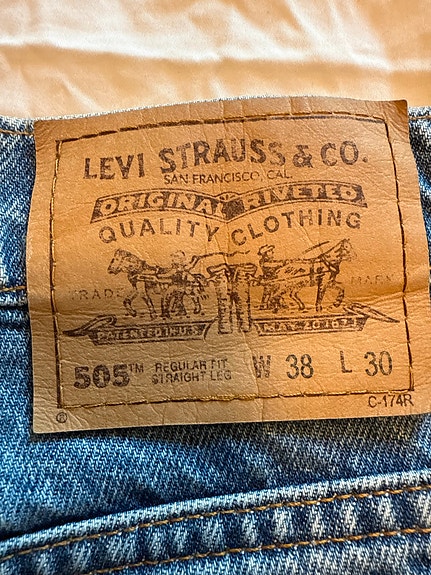 LEVI STRAUSS & CO.
SAN FRANCISCO, CAL.
ORIGINAL RIVETED
QUALITY CLOTHING
TRADE MARK
PATENTED IN U.S. MAY 20 1873
505™ REGULAR FIT W 38 L 30
STRAIGHT LEG
® C-174R